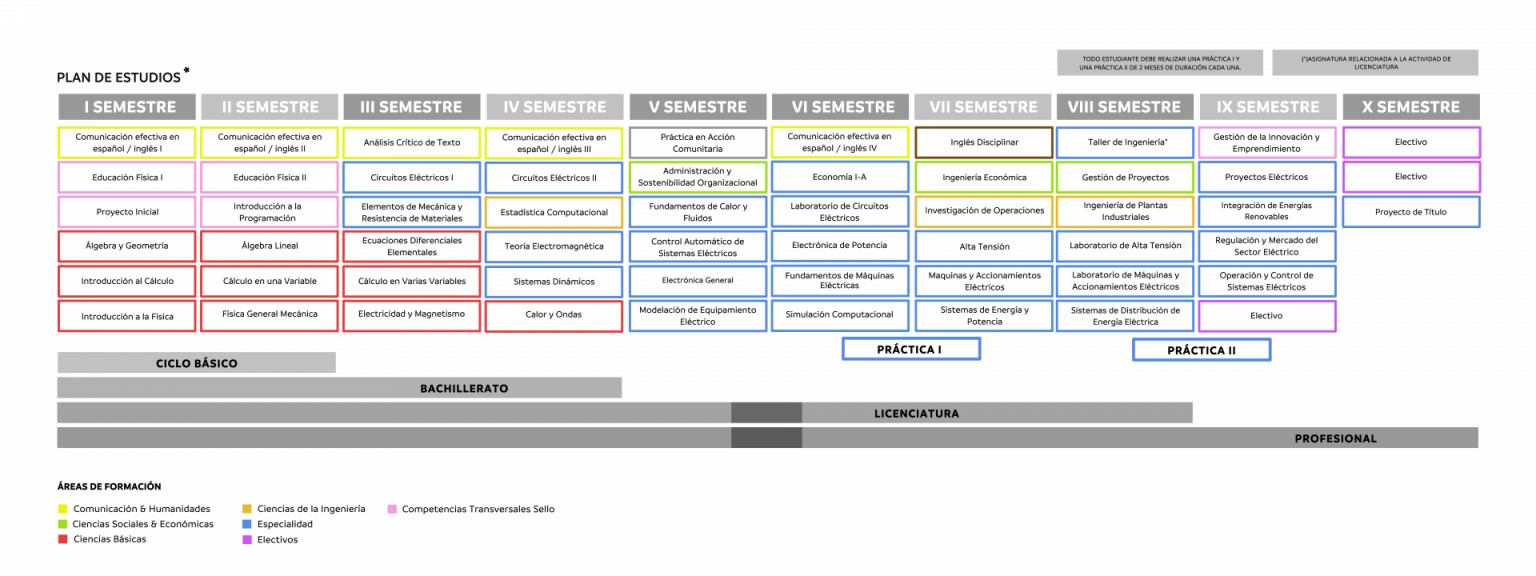 TODO ESTUDIANTE DEBE REALIZAR UNA PRÁCTICA I Y
UNA PRÁCTICA II DE 2 MESES DE DURACIÓN CADA UNA.
(*)ASIGNATURA RELACIONADA A LA ACTIVIDAD DE
LICENCIATURA
PLAN DE ESTUDIOS*
I SEMESTRE
II SEMESTRE
III SEMESTRE
IV SEMESTRE
V SEMESTRE
VI SEMESTRE
VII SEMESTRE
VIII SEMESTRE
IX SEMESTRE
X SEMESTRE
Comunicación efectiva en
español / inglés I
Comunicación efectiva en
español / inglés II
Análisis Crítico de Texto
Comunicación efectiva en
español / inglés III
Práctica en Acción
Comunitaria
Comunicación efectiva en
español / inglés IV
Inglés Disciplinar
Taller de Ingeniería*
Gestión de la Innovación y
Emprendimiento
Electivo
Educación Física I
Educación Física II
Circuitos Eléctricos I
Circuitos Eléctricos II
Administración y
Sostenibilidad Organizacional
Economía I-A
Ingeniería Económica
Gestión de Proyectos
Proyectos Eléctricos
Electivo
Proyecto Inicial
Introducción a la
Programación
Elementos de Mecánica y
Resistencia de Materiales
Estadística Computacional
Fundamentos de Calor y
Fluidos
Laboratorio de Circuitos
Eléctricos
Investigación de Operaciones
Ingeniería de Plantas
Industriales
Integración de Energías
Renovables
Proyecto de Título
Álgebra y Geometría
Álgebra Lineal
Ecuaciones Diferenciales
Elementales
Teoría Electromagnética
Control Automático de
Sistemas Eléctricos
Electrónica de Potencia
Alta Tensión
Laboratorio de Alta Tensión
Regulación y Mercado del
Sector Eléctrico
Introducción al Cálculo
Cálculo en una Variable
Cálculo en Varias Variables
Sistemas Dinámicos
Electrónica General
Fundamentos de Máquinas
Eléctricas
Maquinas y Accionamientos
Eléctricos
Laboratorio de Máquinas y
Accionamientos Eléctricos
Operación y Control de
Sistemas Eléctricos
Introducción a la Física
Física General Mecánica
Electricidad y Magnetismo
Calor y Ondas
Modelación de Equipamiento
Eléctrico
Simulación Computacional
Sistemas de Energía y
Potencia
Sistemas de Distribución de
Energía Eléctrica
Electivo
PRÁCTICA I
PRÁCTICA II
CICLO BÁSICO
BACHILLERATO
LICENCIATURA
PROFESIONAL
ÁREAS DE FORMACIÓN
Comunicación & Humanidades
Ciencias Sociales & Económicas
Ciencias Básicas
Ciencias de la Ingeniería
Especialidad
Electivos
Competencias Transversales Sello